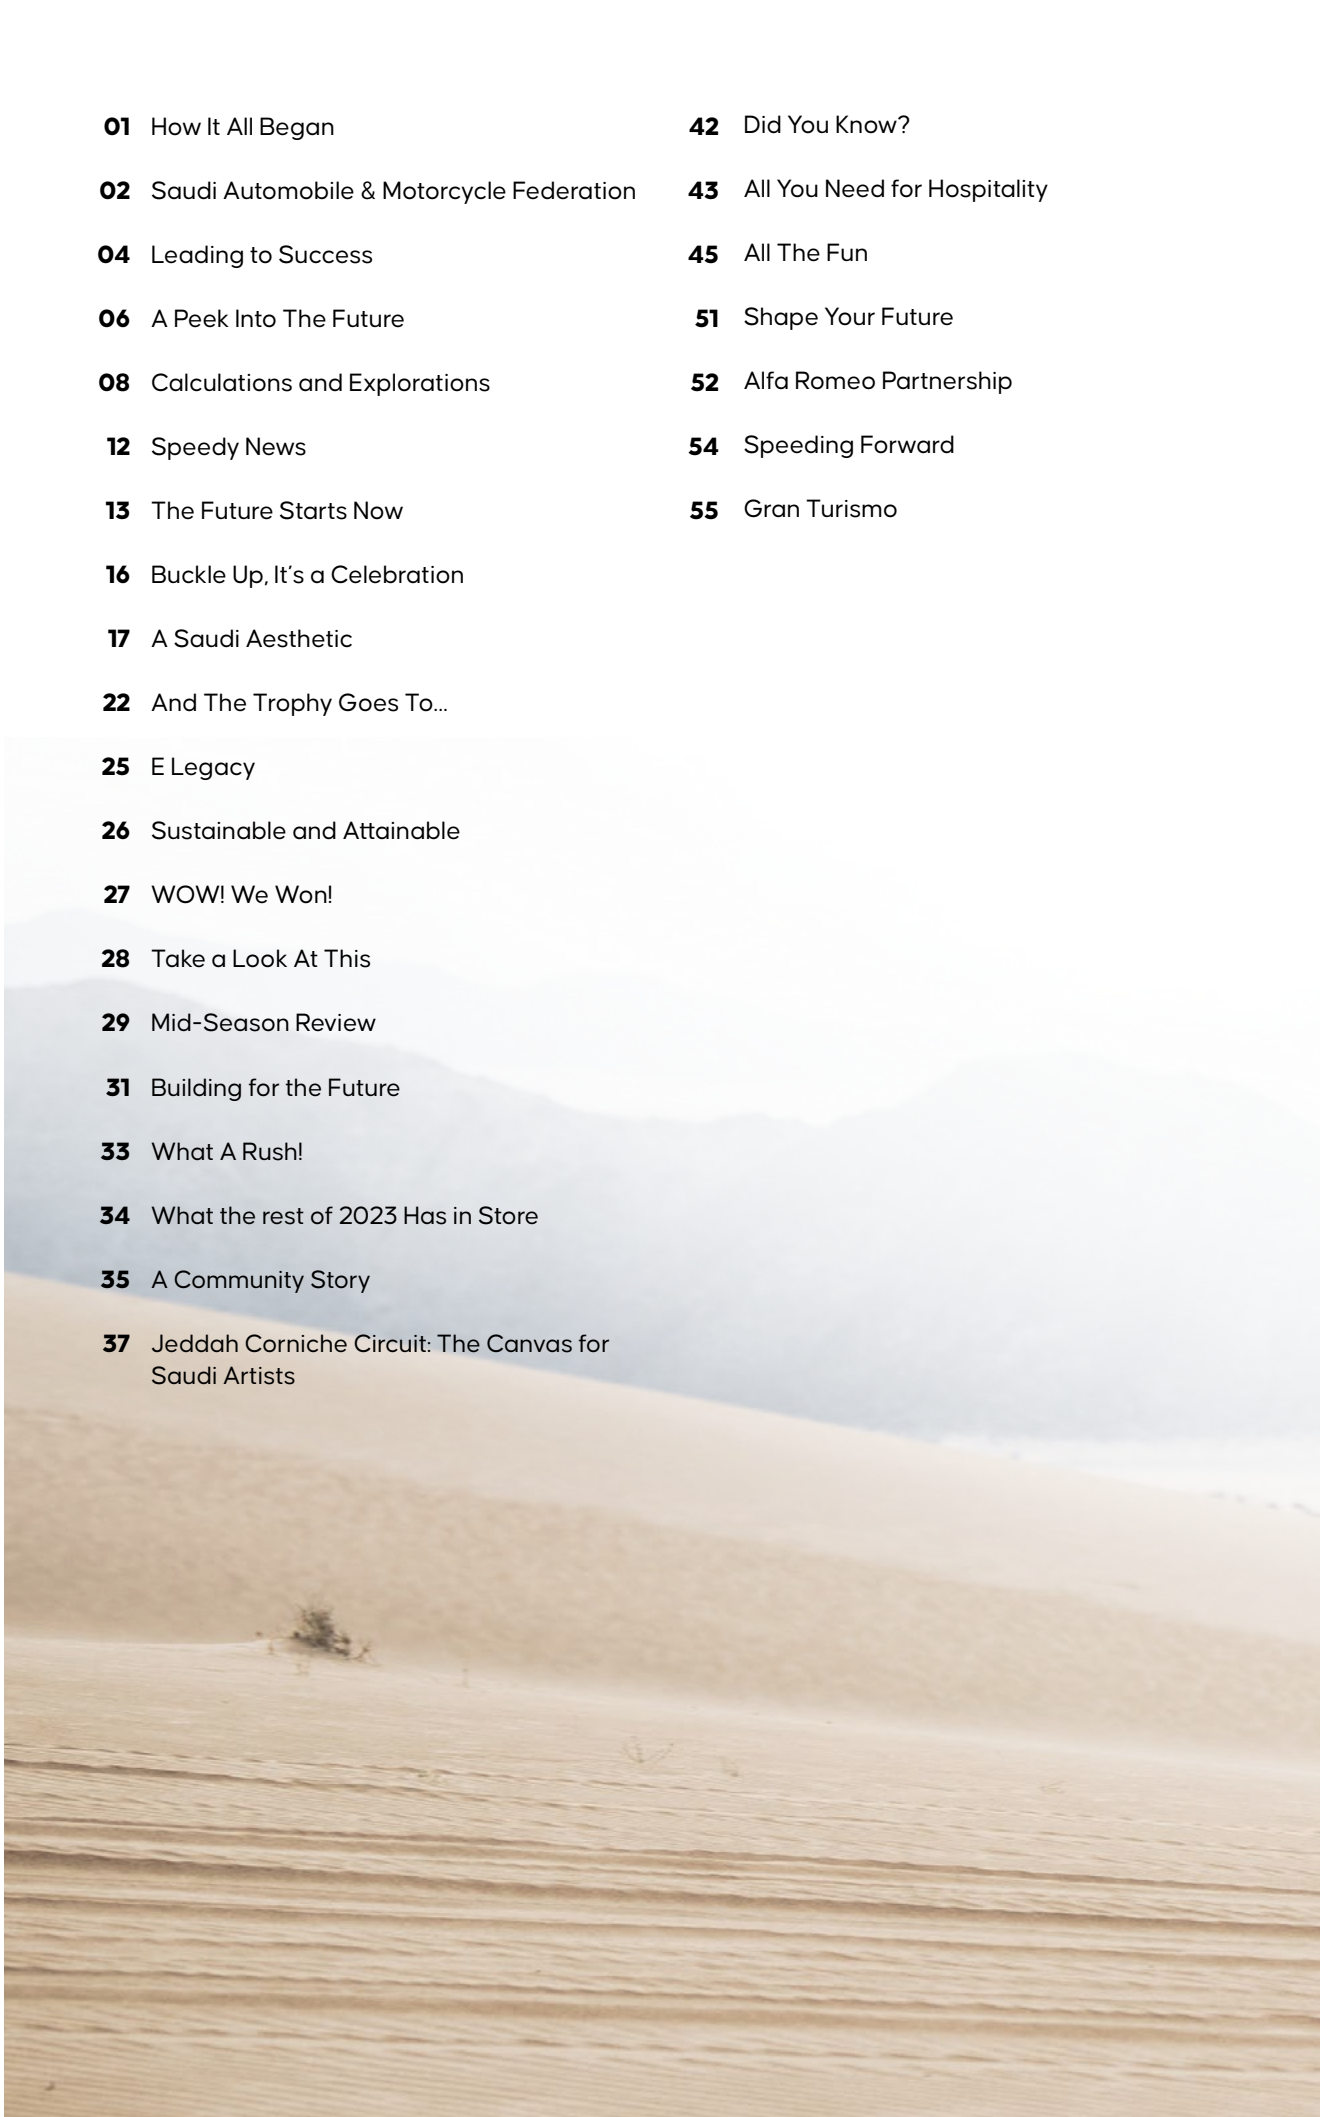 01 How It All Began
02 Saudi Automobile & Motorcycle Federation
04 Leading to Success
06 A Peek Into The Future
08 Calculations and Explorations
12 Speedy News
13 The Future Starts Now
16 Buckle Up, It's a Celebration
17 A Saudi Aesthetic
22 And The Trophy Goes To...
25 E Legacy
26 Sustainable and Attainable
27 WOW! We Won!
28 Take a Look At This
29 Mid-Season Review
31 Building for the Future
33 What A Rush!
34 What the rest of 2023 Has in Store
35 A Community Story
37 Jeddah Corniche Circuit: The Canvas for
Saudi Artists
42 Did You Know?
43 All You Need for Hospitality
45 All The Fun
51 Shape Your Future
52 Alfa Romeo Partnership
54 Speeding Forward
55 Gran Turismo